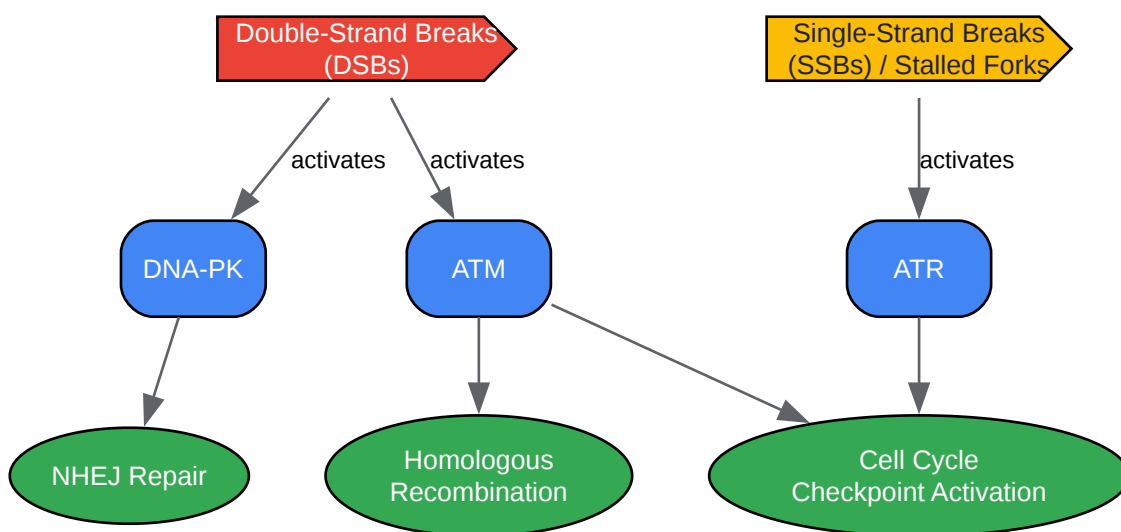 Double-Strand Breaks
(DSBs)
Single-Strand Breaks
(SSBs) / Stalled Forks
activates
activates
activates
DNA-PK
ATM
ATR
NHEJ Repair
Homologous
Recombination
Cell Cycle
Checkpoint Activation